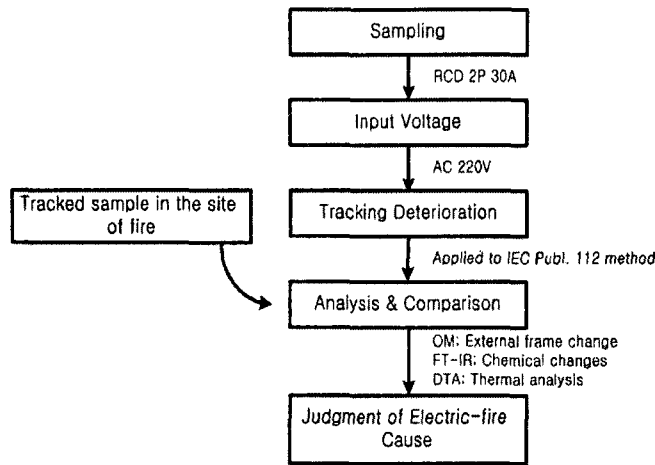 Sampling
RCD 2P 30A
Input Voltage
AC 220V
Tracked sample in the site
of fire
Tracking Deterioration
Applied to IEC Publ. 112 method
Analysis & Comparison
OM: External frame change
FT-IR: Chemical changes
DTA: Thermal analysis
Judgment of Electric-fire
Cause